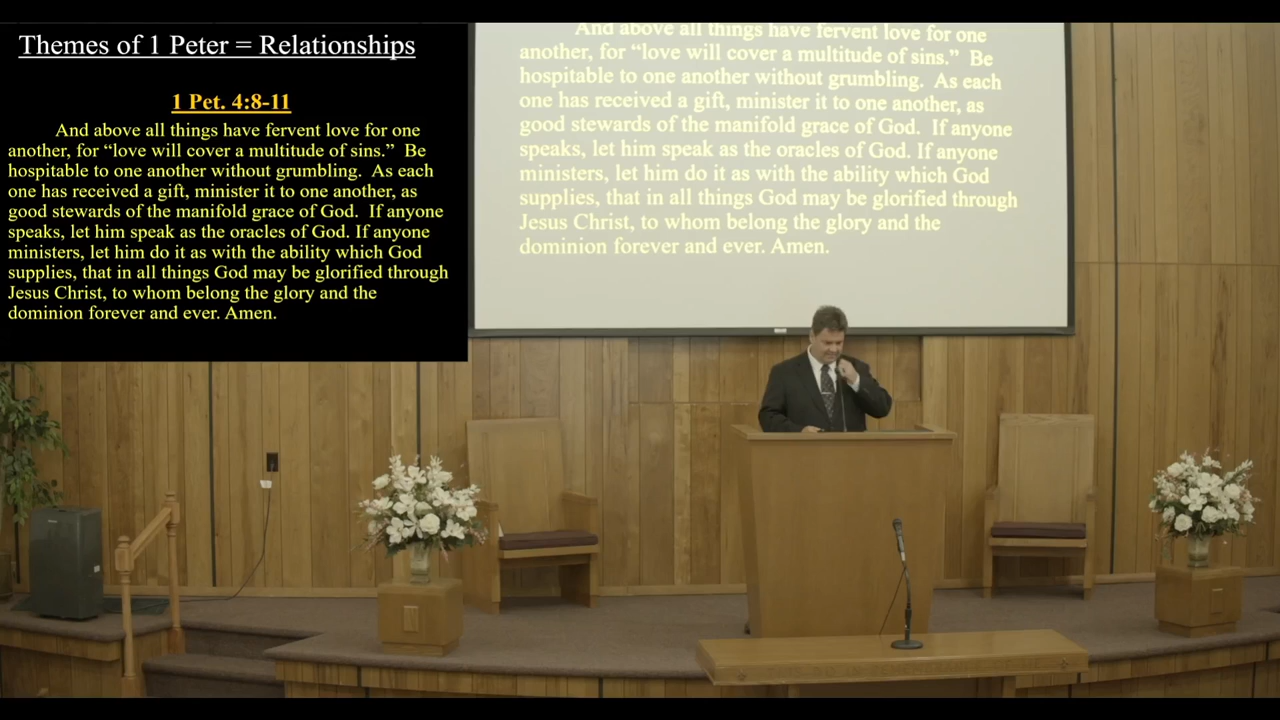 Themes of 1 Peter = Relationships
1 Pet. 4:8-11
And above all things have fervent love for one
another, for “love will cover a multitude of sins.” Be
hospitable to one another without grumbling. As each
one has received a gift, minister it to one another, as
good stewards of the manifold grace of God. If anyone
speaks, let him speak as the oracles of God. If anyone
ministers, let him do it as with the ability which God
supplies, that in all things God may be glorified through
Jesus Christ, to whom belong the glory and the
dominion forever and ever. Amen.
And above all things have fervent love for one
another, for “love will cover a multitude of sins.” Be
hospitable to one another without grumbling. As each
one has received a gift, minister it to one another, as
good stewards of the manifold grace of God. If anyone
speaks, let him speak as the oracles of God. If anyone
ministers, let him do it as with the ability which God
supplies, that in all things God may be glorified through
Jesus Christ, to whom belong the glory and the
dominion forever and ever. Amen.